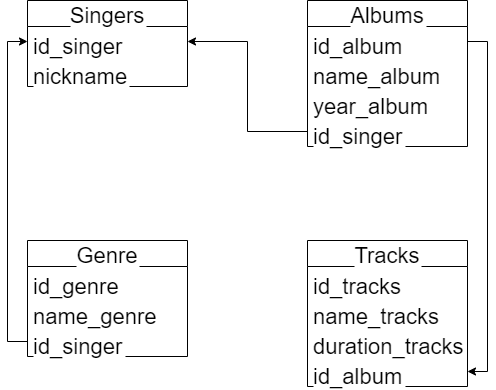 Singers
id_singer
nickname
Albums
id_album
name_album
year_album
id_singer
Genre
id_genre
name_genre
id_singer
Tracks
id_tracks
name_tracks
duration_tracks
id_album